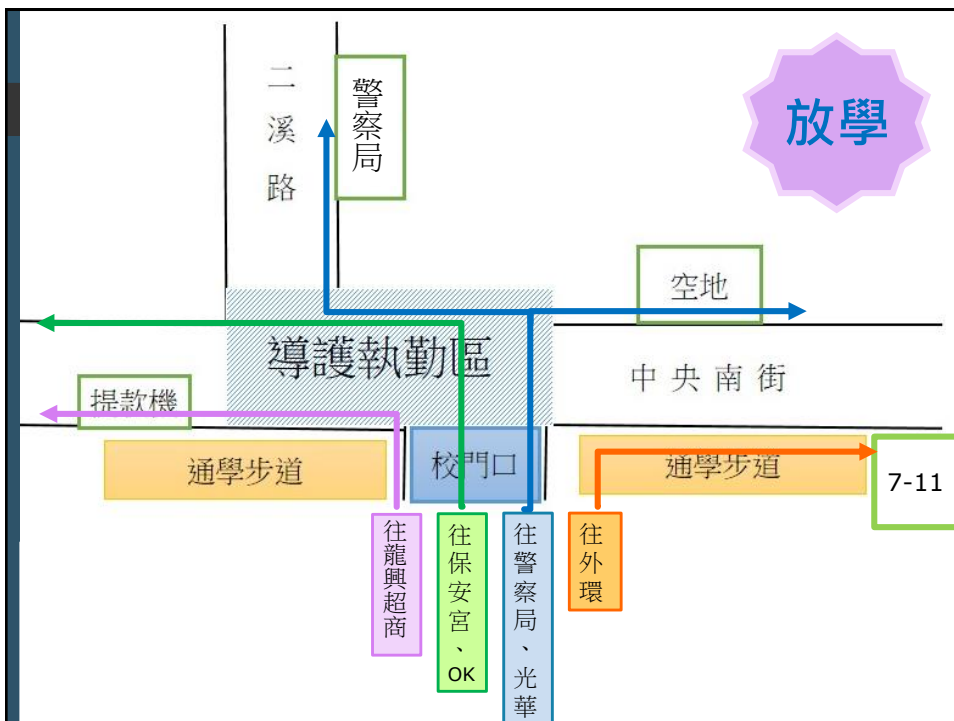 二溪路
警察局
放學
空地
導護執勤區
中央南街
提款機
通學步道
校門口
通學步道
7-11
往龍興超商
往保安宮、OK
往警察局、光華
往外環